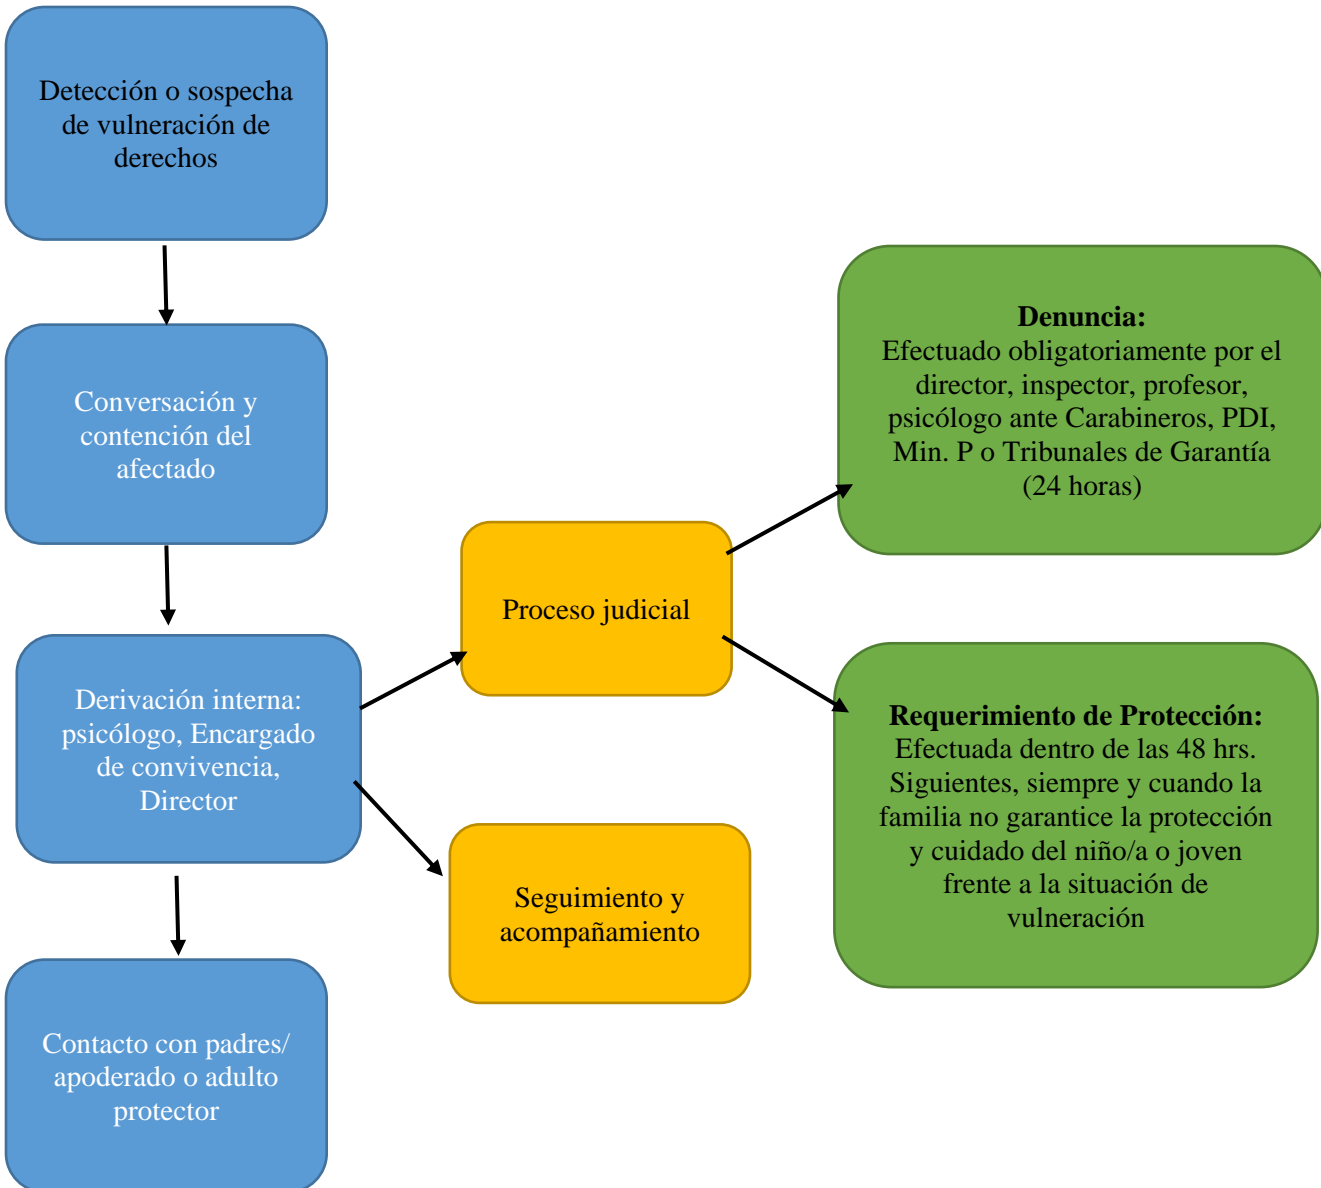 Detección o sospecha
de vulneración de
derechos
Conversación y
contención del
afectado
Derivación interna:
psicólogo, Encargado
de convivencia,
Director
Contacto con padres/
apoderado o adulto
protector
Proceso judicial
Seguimiento y
acompañamiento
Denuncia:
Efectuado obligatoriamente por el
director, inspector, profesor,
psicólogo ante Carabineros, PDI,
Min. P o Tribunales de Garantía
(24 horas)
Requerimiento de Protección:
Efectuada dentro de las 48 hrs.
Siguientes, siempre y cuando la
familia no garantice la protección
y cuidado del niño/a o joven
frente a la situación de
vulneración